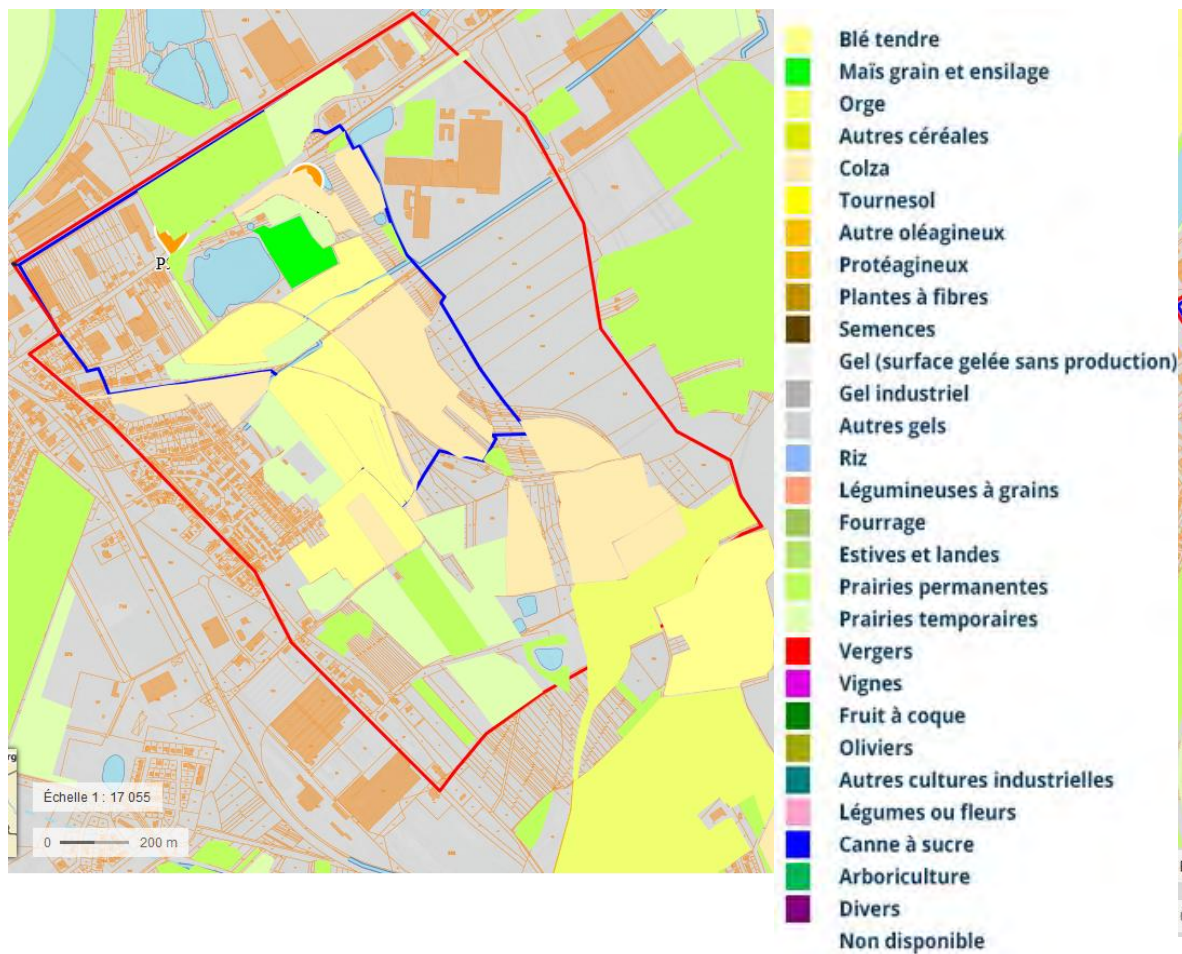 P
rg
Échelle 1 : 17 055
0 200 m
Blé tendre
Maïs grain et ensilage
Orge
Autres céréales
Colza
Tournesol
Autre oléagineux
Protéagineux
Plantes à fibres
Semences
Gel (surface gelée sans production)
Gel industriel
Autres gels
Riz
Légumineuses à grains
Fourrage
Estives et landes
Prairies permanentes
Prairies temporaires
Vergers
Vignes
Fruit à coque
Oliviers
Autres cultures industrielles
Légumes ou fleurs
Canne à sucre
Arboriculture
Divers
Non disponible